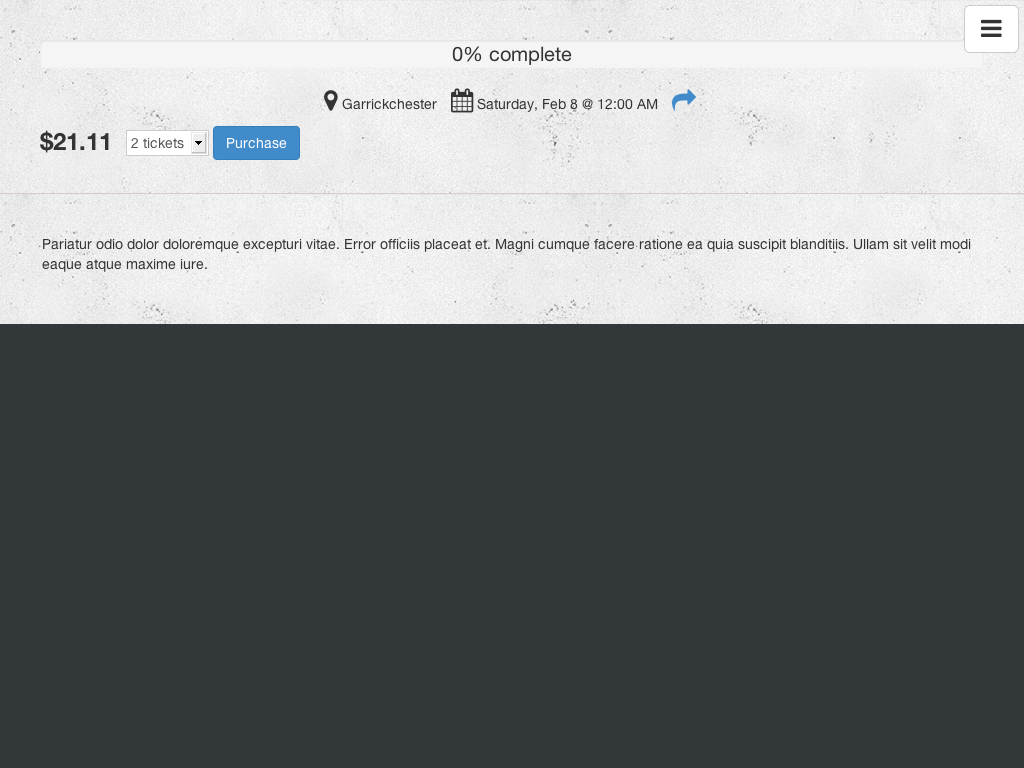 0% complete
Garrickchester Saturday, Feb 8 @ 12:00 AM
$21.11 2 tickets Purchase
Pariatur odio dolor doloremque excepturi vitae. Error officiis placeat et. Magni cumque facere ratione ea quia suscipit blanditiis. Ullam sit velit modi
eaque atque maxime iure.